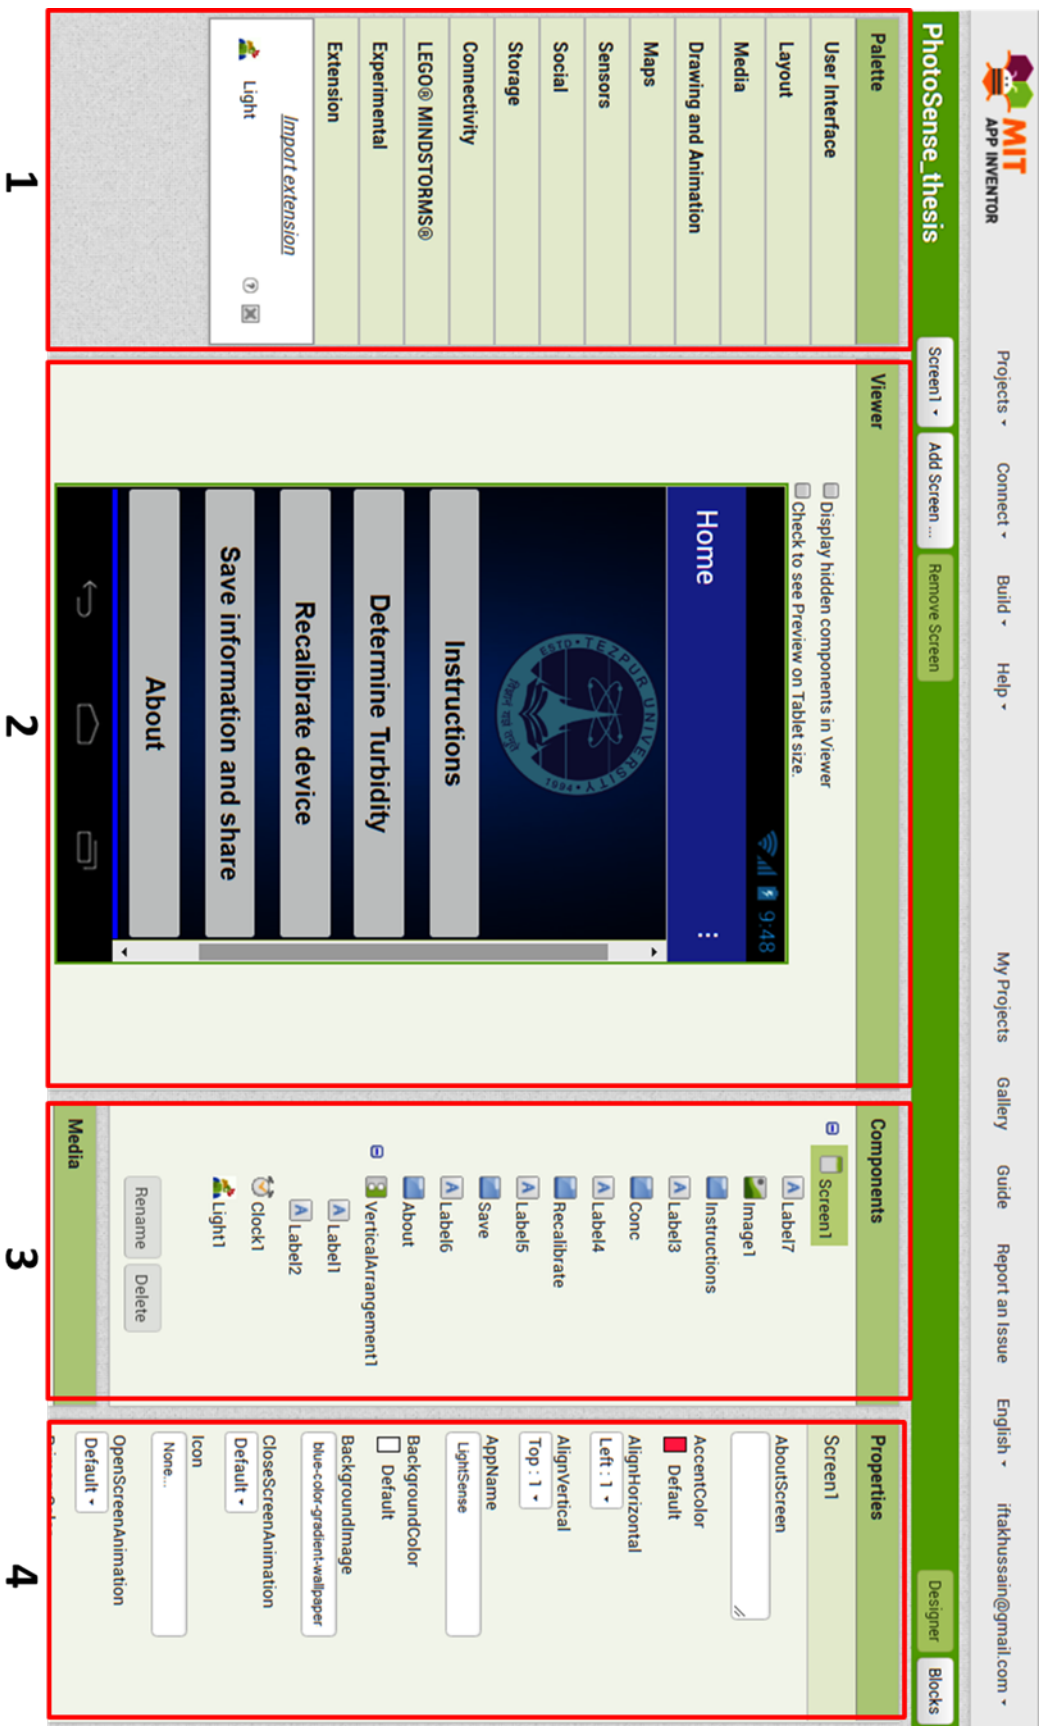 MIT
APP INVENTOR
Projects
Connect
Build
Help
My Projects
Gallery
Guide
Report an Issue
English
iftakhussain@gmail.com
PhotoSense_thesis
Screen1
Add Screen ...
Remove Screen
Designer
Blocks
Palette
User Interface
Layout
Media
Drawing and Animation
Maps
Sensors
Social
Storage
Connectivity
LEGO® MINDSTORMS®
Experimental
Extension
Import extension
Light
?
1
Viewer
Display hidden components in Viewer
Check to see Preview on Tablet size.
9:48
Home
TEZPUR UNIVERSITY
ESTD
1994
विज्ञानं यज्ञं तनुते
Instructions
Determine Turbidity
Recalibrate device
Save information and share
About
2
Components
Screen1
Label7
Image1
Instructions
Label3
Conc
Label4
Recalibrate
Label5
Save
Label6
About
VerticalArrangement1
Label1
Label2
Clock1
Light1
Rename
Delete
Media
3
Properties
Screen1
AboutScreen
AccentColor
Default
AlignHorizontal
Left : 1
AlignVertical
Top : 1
AppName
LightSense
BackgroundColor
Default
BackgroundImage
blue-color-gradient-wallpaper
CloseScreenAnimation
Default
Icon
None...
OpenScreenAnimation
Default
4